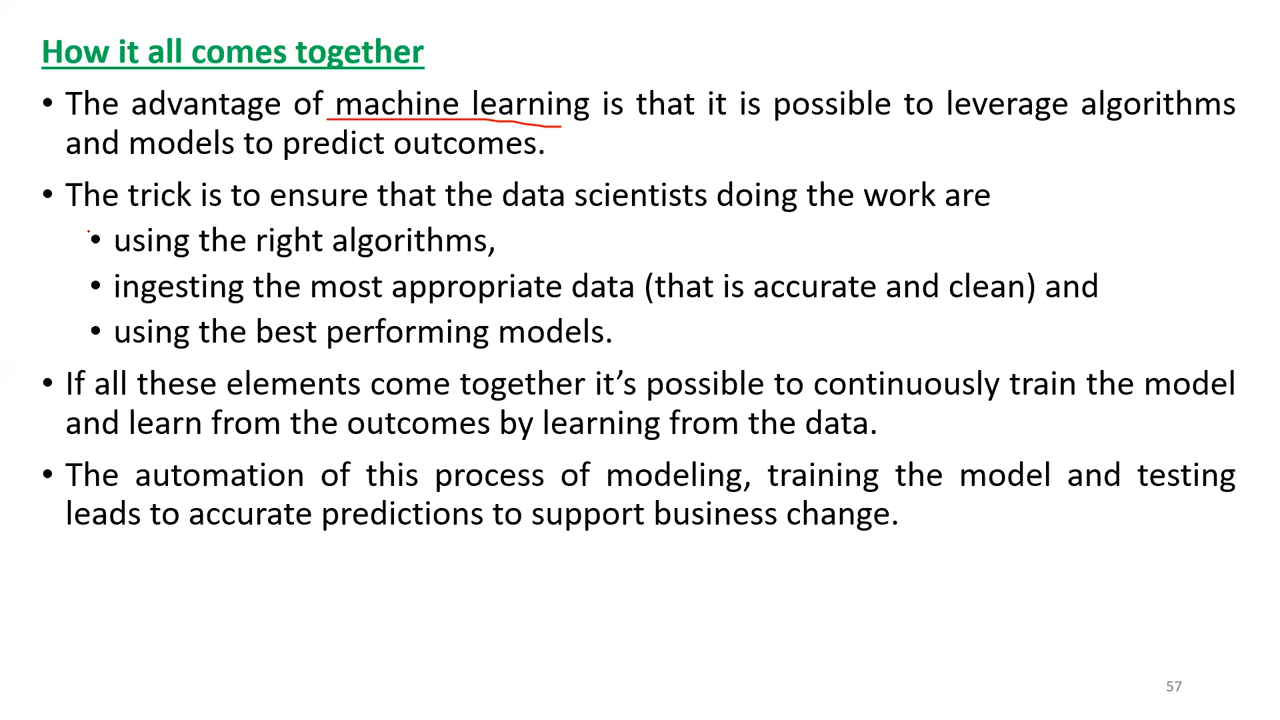 How it all comes together
• The advantage of machine learning is that it is possible to leverage algorithms
and models to predict outcomes.
• The trick is to ensure that the data scientists doing the work are
• using the right algorithms,
• ingesting the most appropriate data (that is accurate and clean) and
• using the best performing models.
• If all these elements come together it’s possible to continuously train the model
and learn from the outcomes by learning from the data.
• The automation of this process of modeling, training the model and testing
leads to accurate predictions to support business change.
57